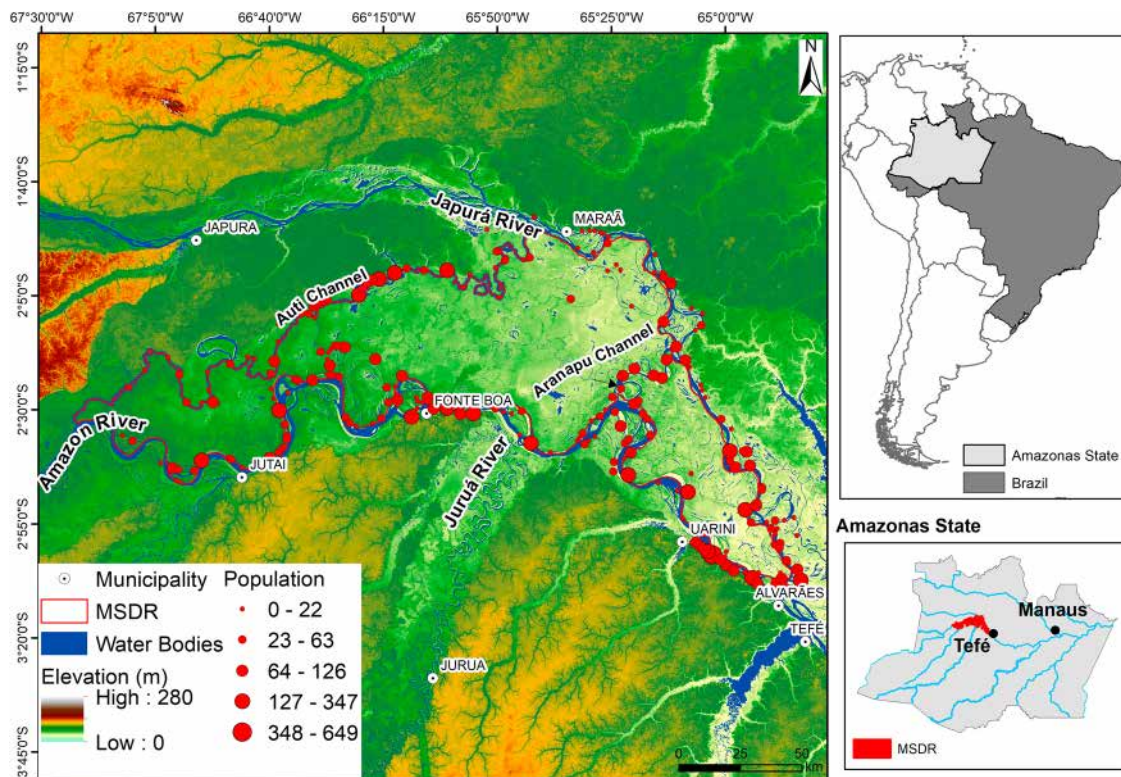 67°30'0"W 67°5'0"W 66°40'0"W 66°15'0"W 65°50'0"W 65°25'0"W 65°0'0"W
1°15'0"S
1°40'0"S
2°5'0"S
2°30'0"S
2°55'0"S
3°20'0"S
3°45'0"S
N
JAPURA
Japurá River
MARAÃ
Auti Channel
Aranapu Channel
Amazon River
FONTE BOA
JUTAI
Juruá River
UARINI
ALVARÃES
TEFÉ
JURUA
Municipality
MSDR
Water Bodies
Elevation (m)
High : 280
Low : 0
Population
0 - 22
23 - 63
64 - 126
127 - 347
348 - 649
0 25 50
km
Amazonas State
Brazil
Amazonas State
Manaus
Tefé
MSDR